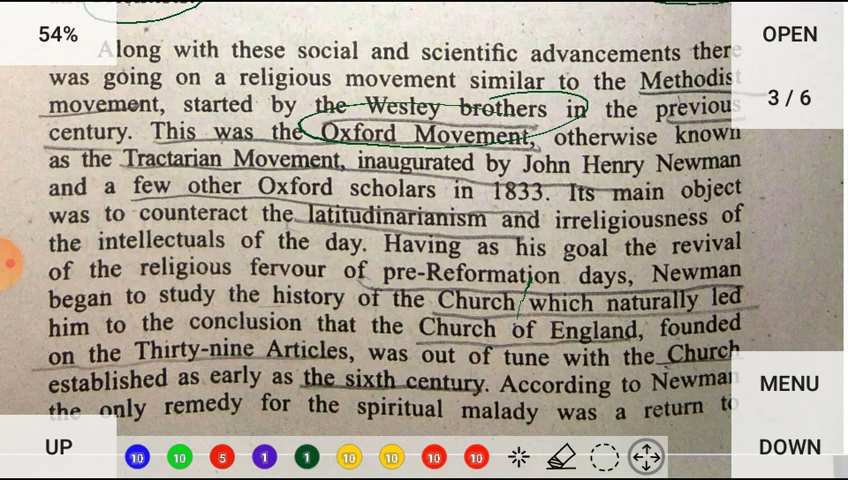 54%
OPEN
3 / 6
Along with these social and scientific advancements there
was going on a religious movement similar to the Methodist
movement, started by the Wesley brothers in the previous
century. This was the Oxford Movement, otherwise known
as the Tractarian Movement, inaugurated by John Henry Newman
and a few other Oxford scholars in 1833. Its main object
was to counteract the latitudinarianism and irreligiousness of
the intellectuals of the day. Having as his goal the revival
of the religious fervour of pre-Reformation days, Newman
began to study the history of the Church which naturally led
him to the conclusion that the Church of England, founded
on the Thirty-nine Articles, was out of tune with the Church
established as early as the sixth century. According to Newman
the only remedy for the spiritual malady was a return to
MENU
UP
DOWN
10 10 5 1 1 10 10 10 10